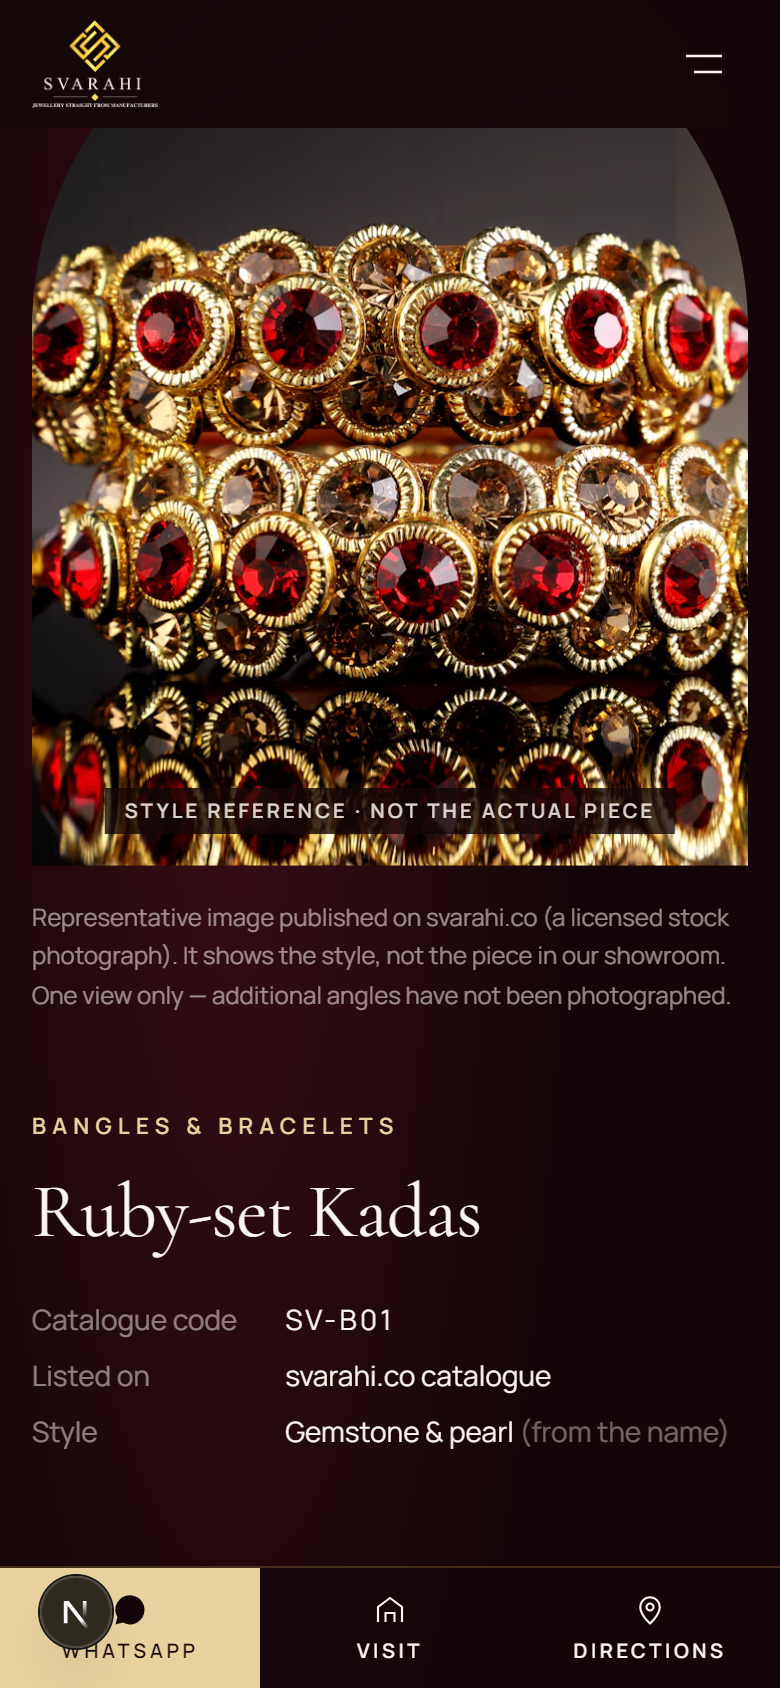 SVARAHI
JEWELLERY STRAIGHT FROM MANUFACTURERS
STYLE REFERENCE · NOT THE ACTUAL PIECE
Representative image published on svarahi.co (a licensed stock
photograph). It shows the style, not the piece in our showroom.
One view only — additional angles have not been photographed.
BANGLES & BRACELETS
Ruby-set Kadas
Catalogue code SV-B01
Listed on svarahi.co catalogue
Style Gemstone & pearl (from the name)
N
WHATSAPP VISIT DIRECTIONS